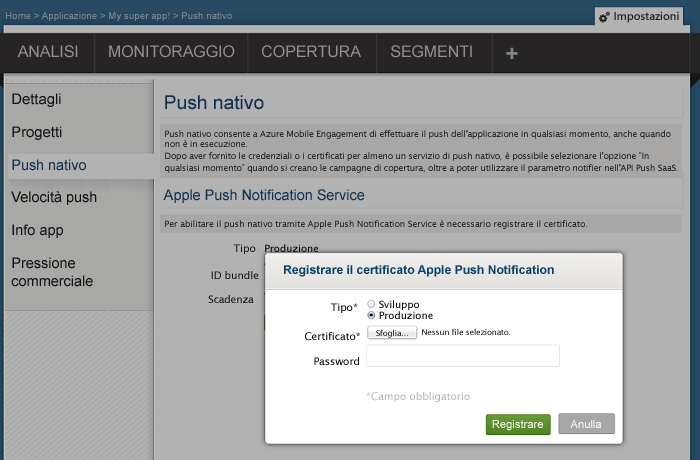 Home > Applicazione > My super app! > Push nativo
Impostazioni
ANALISI MONITORAGGIO COPERTURA SEGMENTI +
Dettagli
Progetti
Push nativo
Velocità push
Info app
Pressione
commerciale
Push nativo
Push nativo consente a Azure Mobile Engagement di effettuare il push dell'applicazione in qualsiasi momento, anche quando
non è in esecuzione.
Dopo aver fornito le credenziali o i certificati per almeno un servizio di push nativo, è possibile selezionare l'opzione "In
qualsiasi momento" quando si creano le campagne di copertura, oltre a poter utilizzare il parametro notifier nell'API Push SaaS.
Apple Push Notification Service
Per abilitare il push nativo tramite Apple Push Notification Service è necessario registrare il certificato.
Tipo Produzione
ID bundle
Scadenza
Registrare il certificato Apple Push Notification
Tipo* Sviluppo
Produzione
Certificato* Sfoglia... Nessun file selezionato.
Password
*Campo obbligatorio
Registrare Anulla